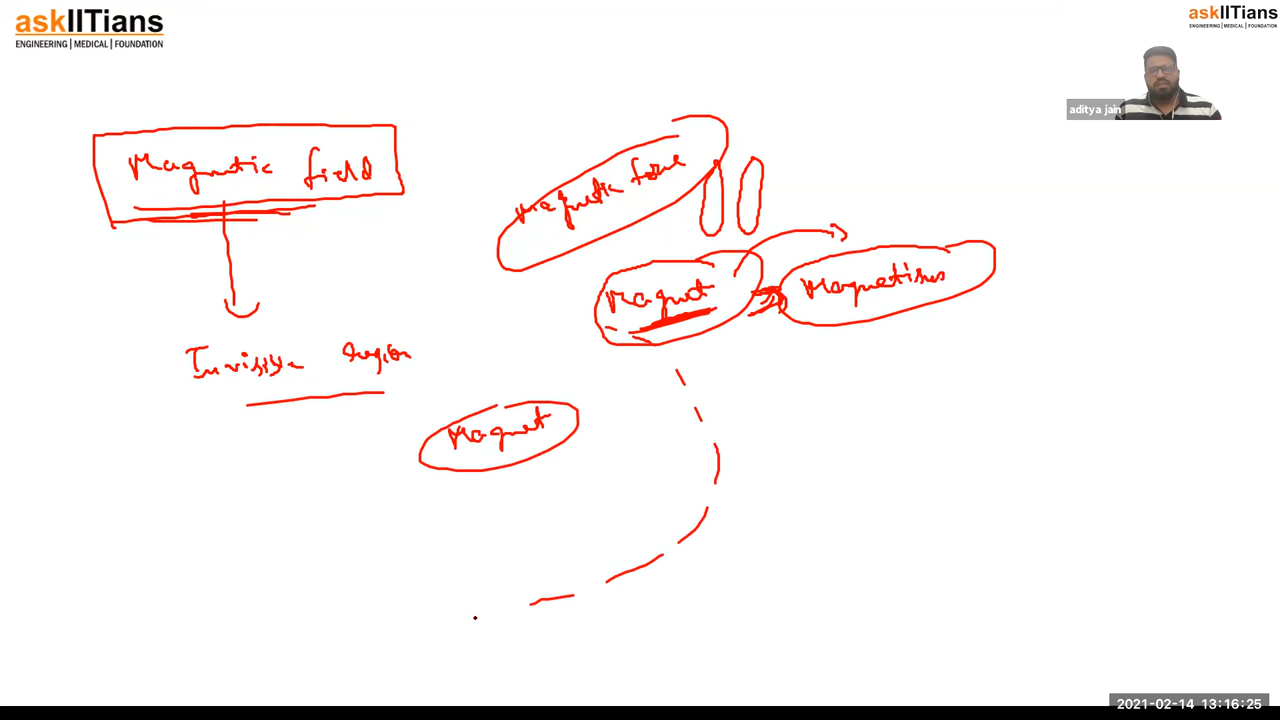 askIITians
ENGINEERING | MEDICAL | FOUNDATION
askIITians
ENGINEERING | MEDICAL | FOUNDATION
aditya jain
Magnetic field
Magnetic force
Magnet
Magnetism
Invisible region
Magnet
2021-02-14 13:16:25